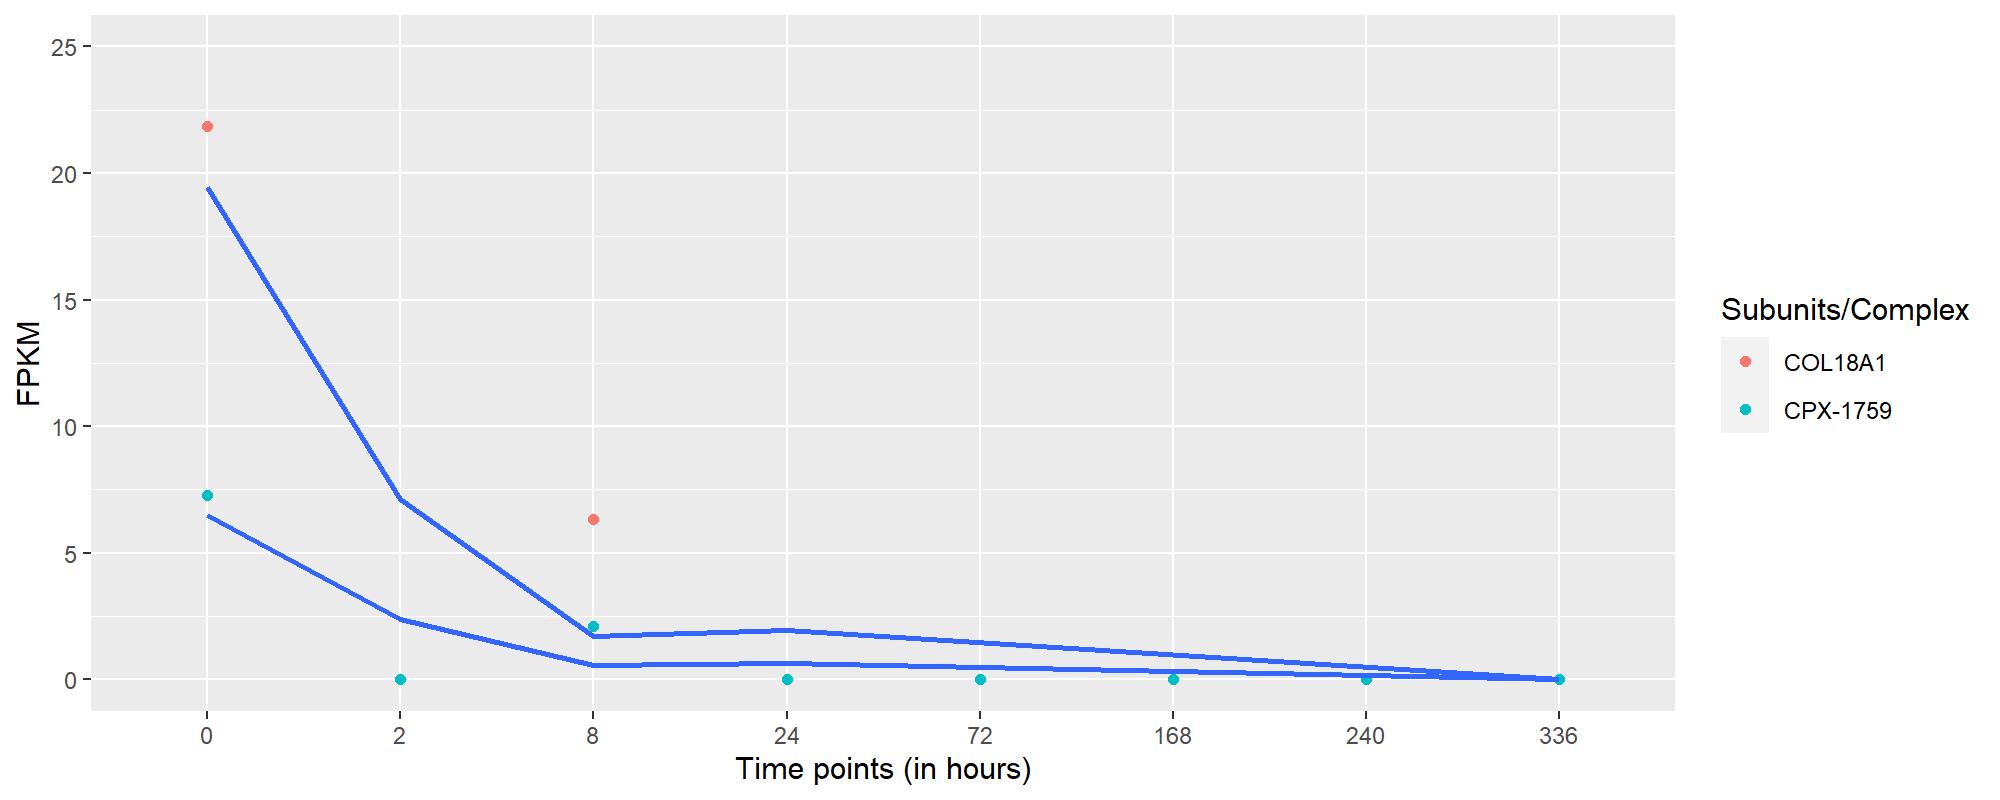 25
20
15
10
5
0
FPKM
0 2 8 24 72 168 240 336
Time points (in hours)
Subunits/Complex
COL18A1
CPX-1759